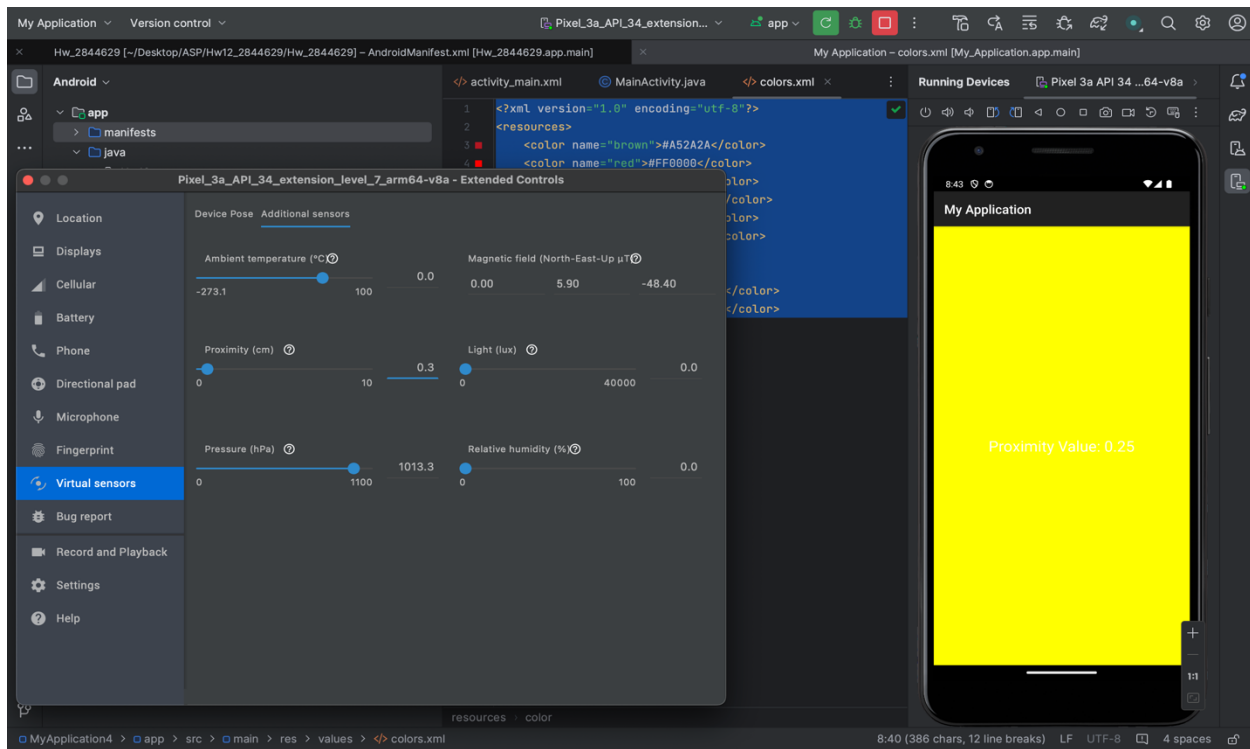 My Application
Version control
Pixel_3a_API_34_extension...
app
Hw_2844629 [~/Desktop/ASP/Hw12_2844629/Hw_2844629] – AndroidManifest.xml [Hw_2844629.app.main]
My Application – colors.xml [My_Application.app.main]
Android
activity_main.xml
MainActivity.java
colors.xml
Running Devices
Pixel 3a API 34 ...64-v8a
app
manifests
java
1 <?xml version="1.0" encoding="utf-8"?>
2 <resources>
3 <color name="brown">#A52A2A</color>
4 <color name="red">#FF0000</color>
/color>
</color>
</color>
Pixel_3a_API_34_extension_level_7_arm64-v8a - Extended Controls
Location
Displays
Cellular
Battery
Phone
Directional pad
Microphone
Fingerprint
Virtual sensors
Bug report
Record and Playback
Settings
Help
Device Pose
Additional sensors
Ambient temperature (°C)
0.0
-273.1
100
Magnetic field (North-East-Up µT)
0.00
5.90
-48.40
Proximity (cm)
0.3
0
10
Light (lux)
0.0
0
40000
Pressure (hPa)
1013.3
0
1100
Relative humidity (%)
0.0
0
100
8:43
My Application
Proximity Value: 0.25
1:1
resources > color
MyApplication4 > app > src > main > res > values > colors.xml
8:40 (386 chars, 12 line breaks)
LF
UTF-8
4 spaces